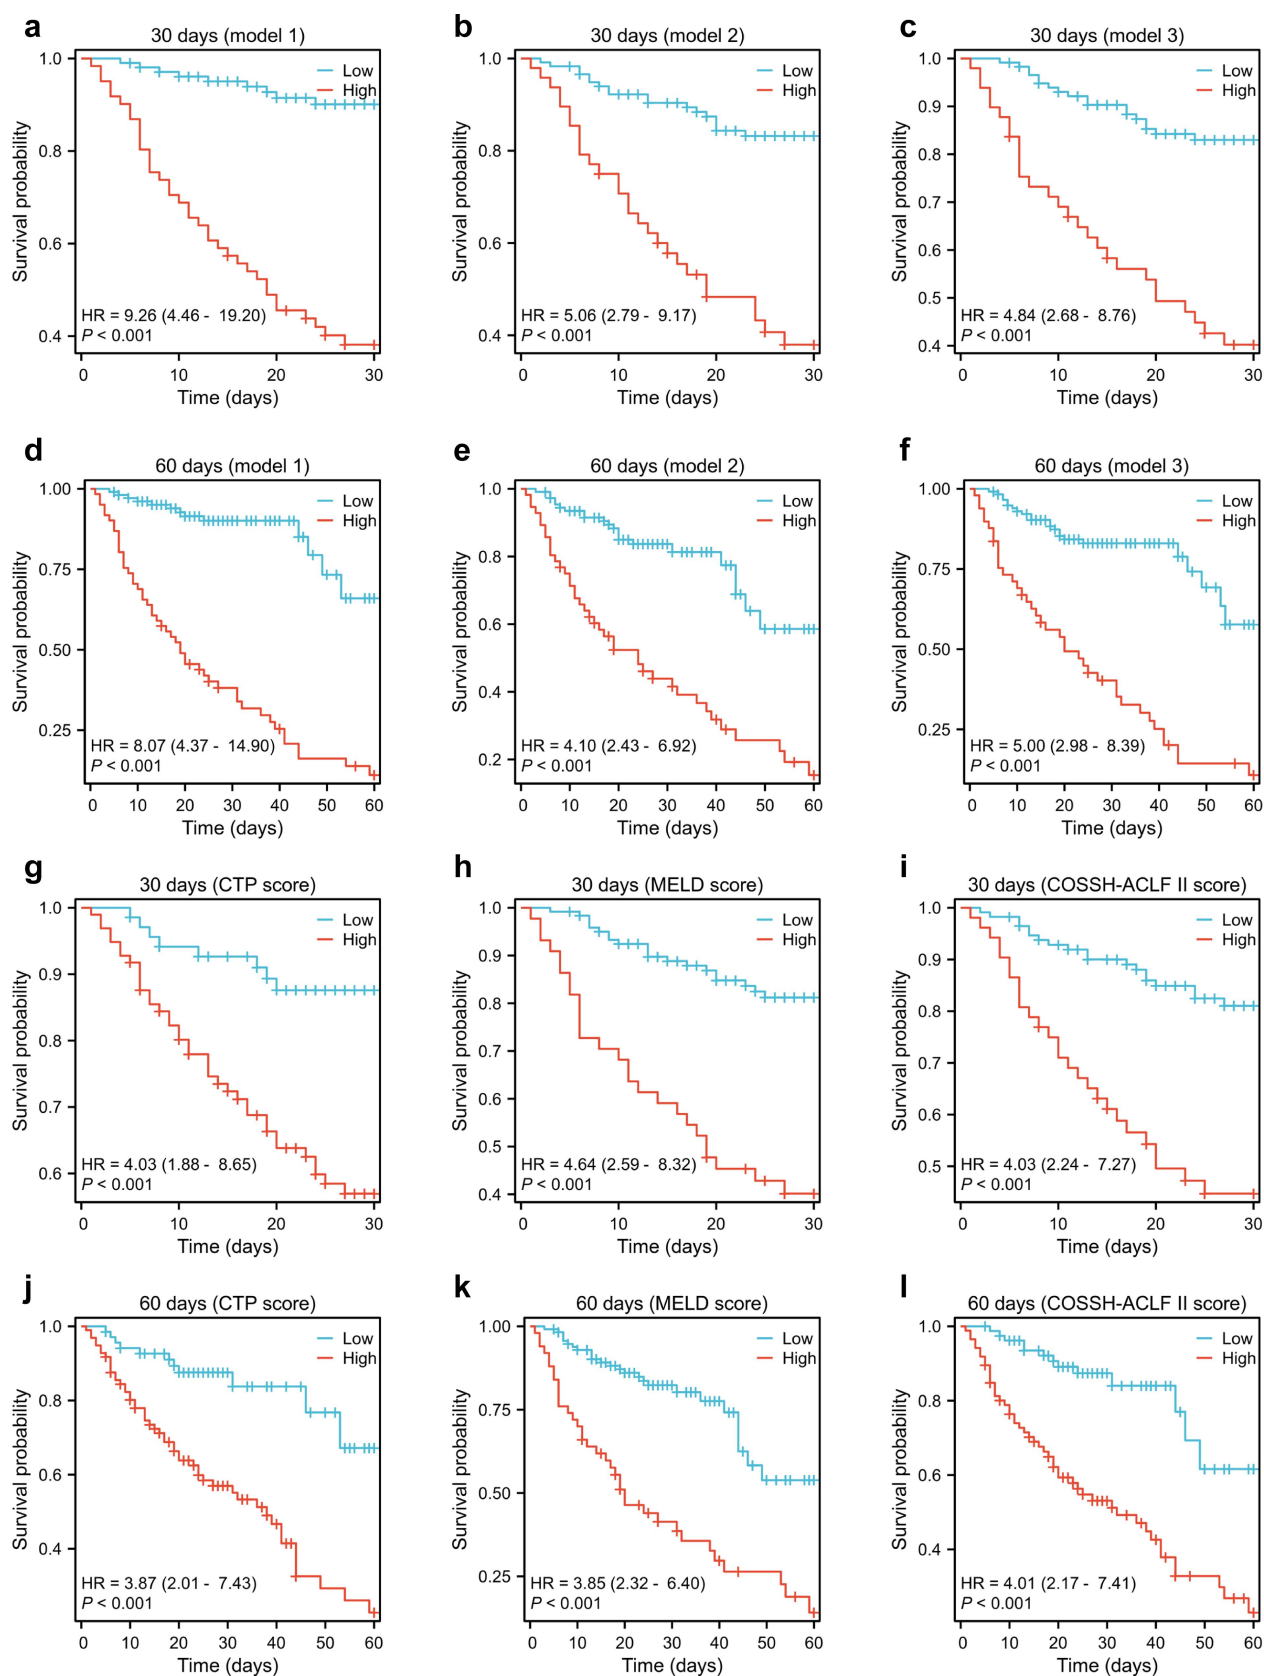 a
30 days (model 1)
Survival probability
1.0
0.8
0.6
0.4
Low
High
HR = 9.26 (4.46 - 19.20)
P < 0.001
0 10 20 30
Time (days)
b
30 days (model 2)
Survival probability
1.0
0.8
0.6
0.4
Low
High
HR = 5.06 (2.79 - 9.17)
P < 0.001
0 10 20 30
Time (days)
c
30 days (model 3)
Survival probability
1.0
0.9
0.8
0.7
0.6
0.5
0.4
Low
High
HR = 4.84 (2.68 - 8.76)
P < 0.001
0 10 20 30
Time (days)
d
60 days (model 1)
Survival probability
1.00
0.75
0.50
0.25
Low
High
HR = 8.07 (4.37 - 14.90)
P < 0.001
0 10 20 30 40 50 60
Time (days)
e
60 days (model 2)
Survival probability
1.0
0.8
0.6
0.4
0.2
Low
High
HR = 4.10 (2.43 - 6.92)
P < 0.001
0 10 20 30 40 50 60
Time (days)
f
60 days (model 3)
Survival probability
1.00
0.75
0.50
0.25
Low
High
HR = 5.00 (2.98 - 8.39)
P < 0.001
0 10 20 30 40 50 60
Time (days)
g
30 days (CTP score)
Survival probability
1.0
0.9
0.8
0.7
0.6
Low
High
HR = 4.03 (1.88 - 8.65)
P < 0.001
0 10 20 30
Time (days)
h
30 days (MELD score)
Survival probability
1.0
0.9
0.8
0.7
0.6
0.5
0.4
Low
High
HR = 4.64 (2.59 - 8.32)
P < 0.001
0 10 20 30
Time (days)
i
30 days (COSSH-ACLF II score)
Survival probability
1.0
0.9
0.8
0.7
0.6
0.5
Low
High
HR = 4.03 (2.24 - 7.27)
P < 0.001
0 10 20 30
Time (days)
j
60 days (CTP score)
Survival probability
1.0
0.8
0.6
0.4
Low
High
HR = 3.87 (2.01 - 7.43)
P < 0.001
0 10 20 30 40 50 60
Time (days)
k
60 days (MELD score)
Survival probability
1.00
0.75
0.50
0.25
Low
High
HR = 3.85 (2.32 - 6.40)
P < 0.001
0 10 20 30 40 50 60
Time (days)
l
60 days (COSSH-ACLF II score)
Survival probability
1.0
0.8
0.6
0.4
Low
High
HR = 4.01 (2.17 - 7.41)
P < 0.001
0 10 20 30 40 50 60
Time (days)